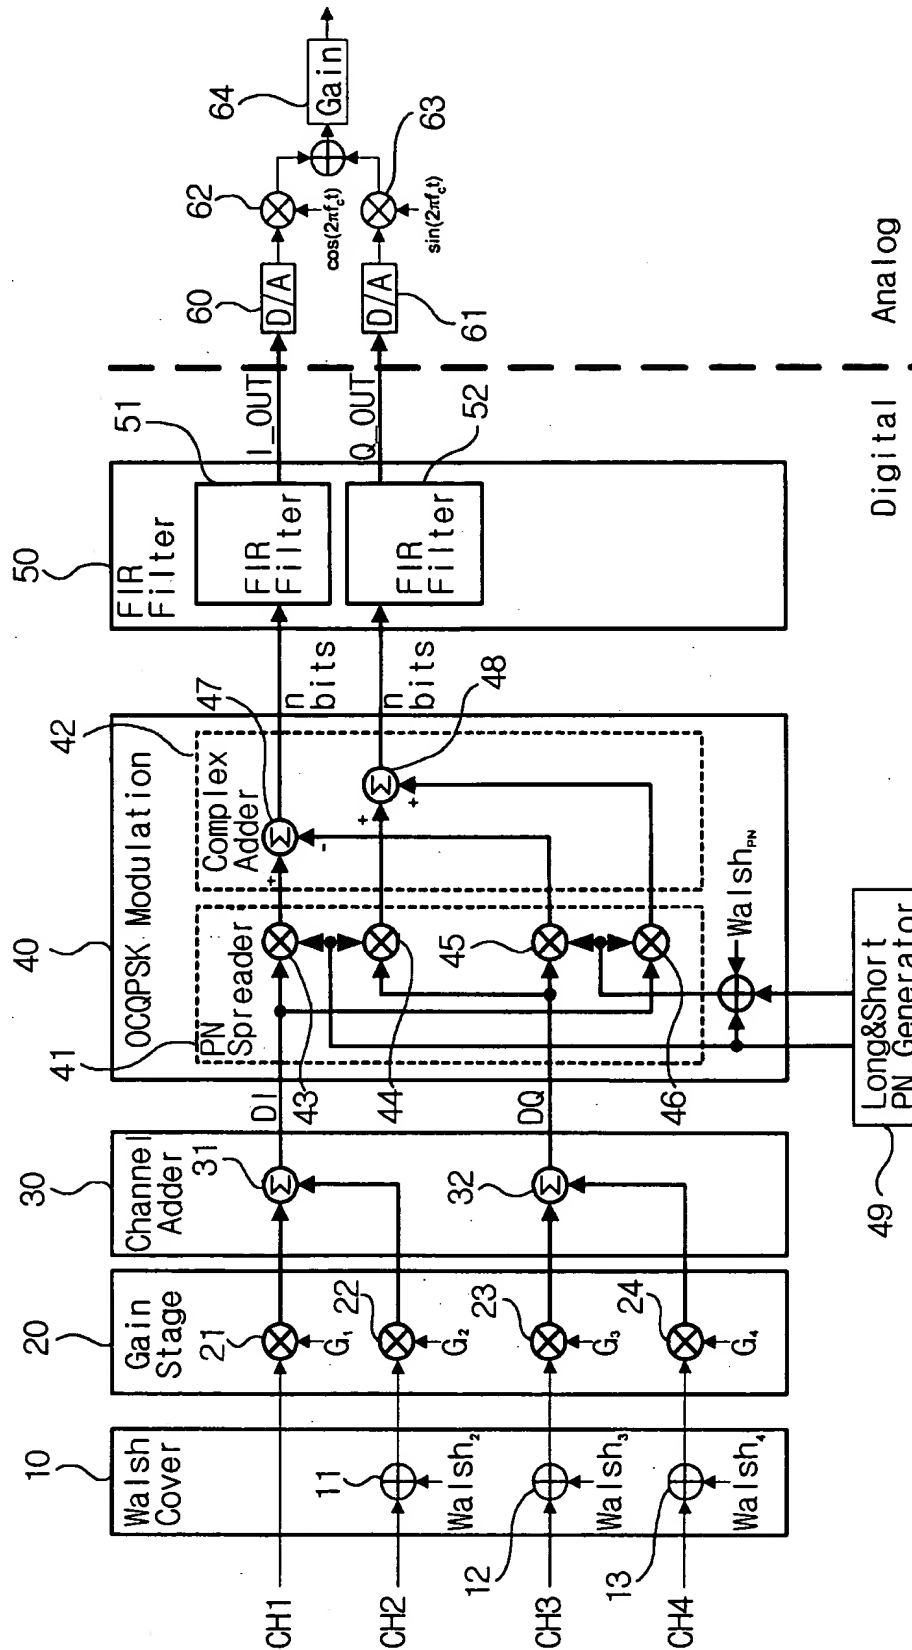 CH1
CH2
CH3
CH4
10
Walsh
Cover
11
Walsh₂
12
Walsh₃
13
Walsh₄
20
Gain
Stage
21
G₁
22
G₂
23
G₃
24
G₄
30
Channel
Adder
31
32
DI
DQ
40
OCQPSK Modulation
41
PN
Spreader
43
44
45
46
42
Complex
Adder
47
+
-
48
+
+
Walsh_PN
49
Long&Short
PN Generator
n
bits
n
bits
50
FIR
Filter
51
FIR
Filter
52
FIR
Filter
I_OUT
Q_OUT
60
D/A
61
D/A
62
cos(2πf_ct)
63
sin(2πf_ct)
64
Gain
Digital
Analog